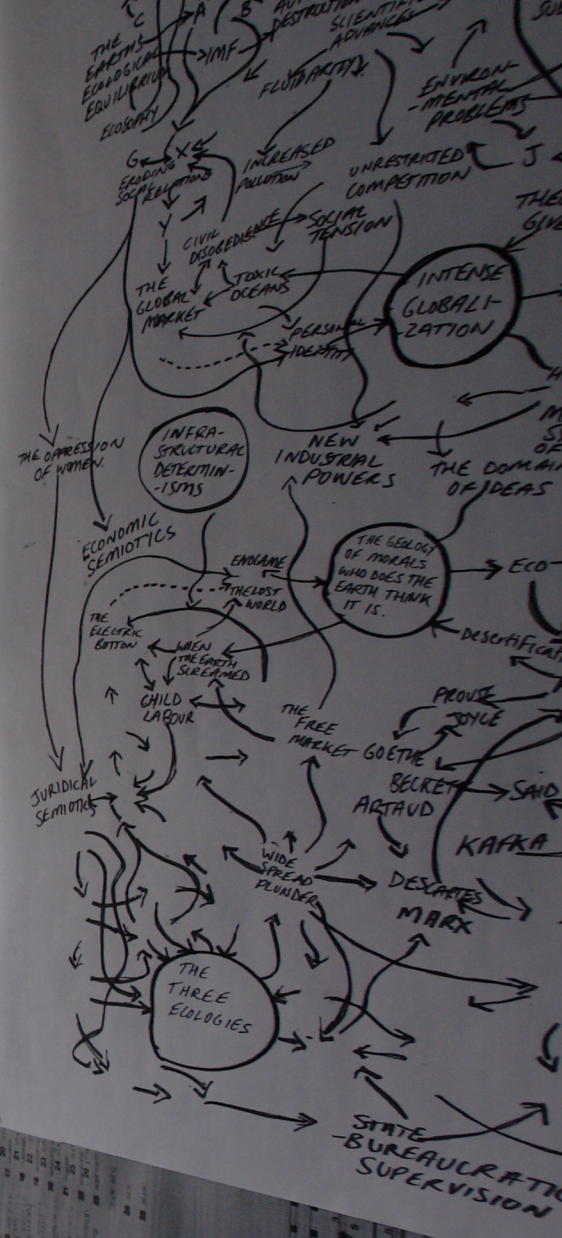 C
A
B
DESTRUCTION
SCIENTIFIC
ADVANCES
THE
EARTHS
ECOLOGICAL
EQUILIBRIUM
IMF
ECOSOPHY
FLUIDARITY
ENVIRON-
-MENTAL
PROBLEMS
G
X
ERODING
SOCIAL
RELATIONS
INCREASED
POLLUTION
UNRESTRICTED
COMPETITION
J
Y
CIVIL
DISOBEDIENCE
SOCIAL
TENSION
THE
GLOBAL
MARKET
TOXIC
OCEANS
INTENSE
GLOBALI-
-ZATION
PERSONAL
IDENTITY
THE OPPRESSION
OF WOMEN.
INFRA-
STRUCTURAL
DETERMIN-
-ISMS
NEW
INDUSTRIAL
POWERS
THE DOMAIN
OF IDEAS
ECONOMIC
SEMIOTICS
ENDGAME
THE LOST
WORLD
THE GEOLOGY
OF MORALS
WHO DOES THE
EARTH THINK
IT IS.
ECO-
THE
ELECTRIC
BOTTON
WHEN
THE EARTH
SCREAMED
DESERTIFICATI
CHILD
LABOUR
THE
FREE
MARKET
PROUSE
JOYCE
GOETHE
BECKET
ARTAUD
SAID
JURIDICAL
SEMIOTICS
KAFKA
WIDE
SPREAD
PLUNDER
DESCARTES
MARX
THE
THREE
ECOLOGIES
STATE
-BUREAUCRATIC
SUPERVISION